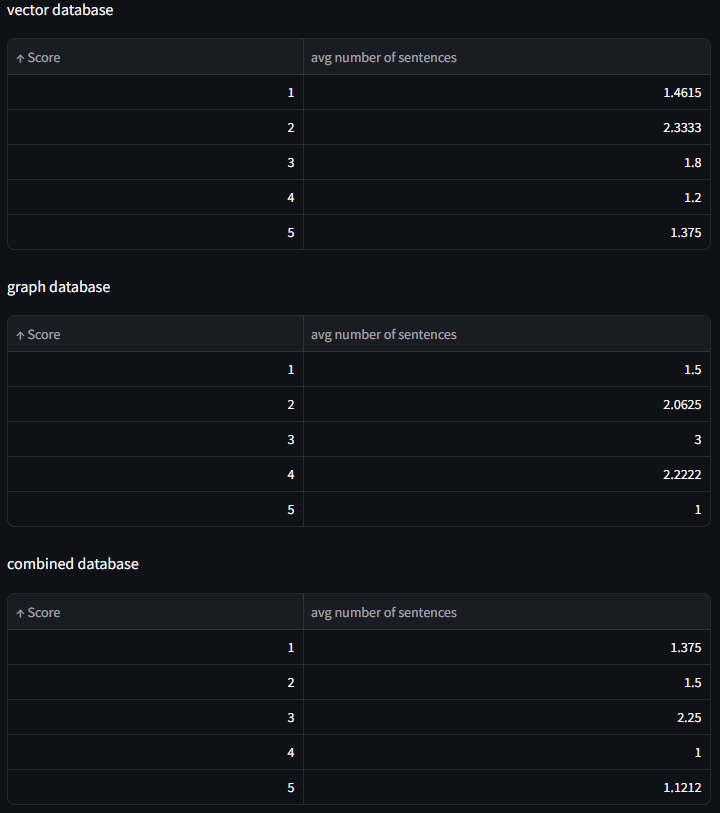 vector database
↑ Score avg number of sentences
1 1.4615
2 2.3333
3 1.8
4 1.2
5 1.375
graph database
↑ Score avg number of sentences
1 1.5
2 2.0625
3 3
4 2.2222
5 1
combined database
↑ Score avg number of sentences
1 1.375
2 1.5
3 2.25
4 1
5 1.1212